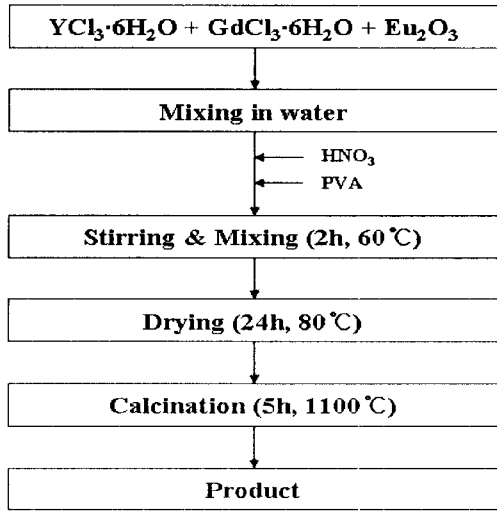 YCl₃·6H₂O + GdCl₃·6H₂O + Eu₂O₃
Mixing in water
HNO₃
PVA
Stirring & Mixing (2h, 60℃)
Drying (24h, 80℃)
Calcination (5h, 1100℃)
Product